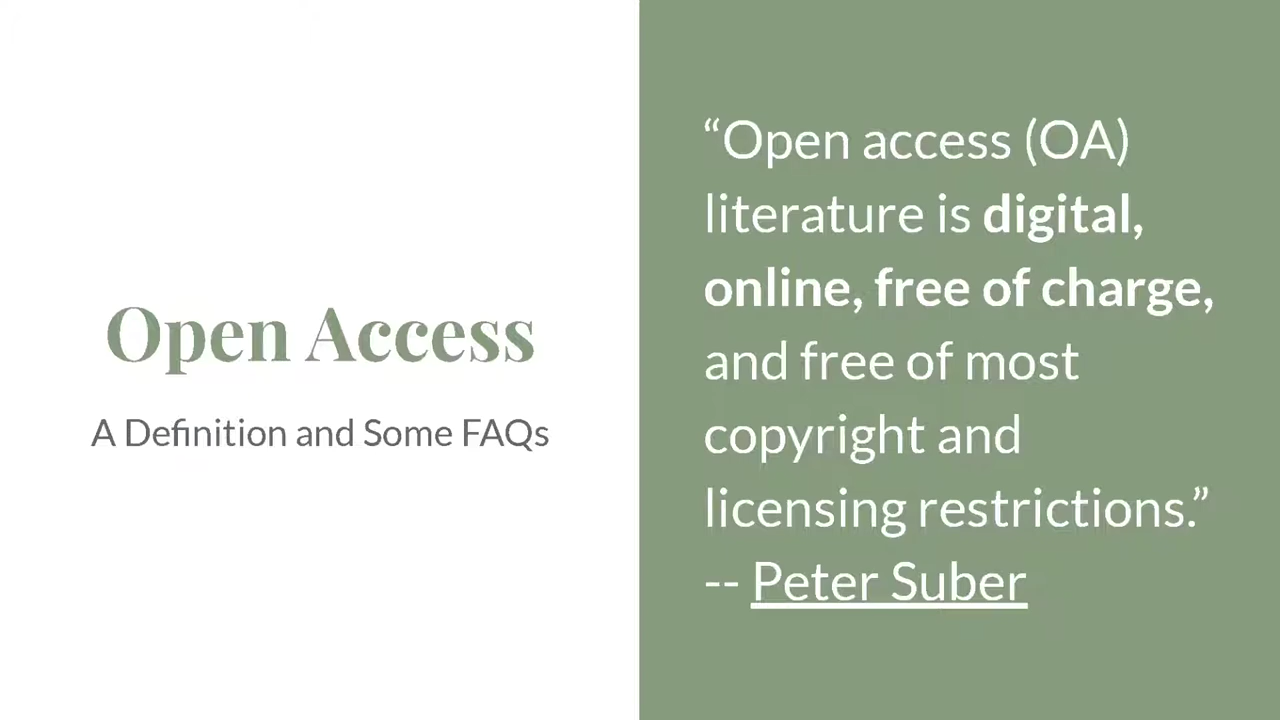 Open Access
A Definition and Some FAQs
“Open access (OA)
literature is digital,
online, free of charge,
and free of most
copyright and
licensing restrictions.”
-- Peter Suber